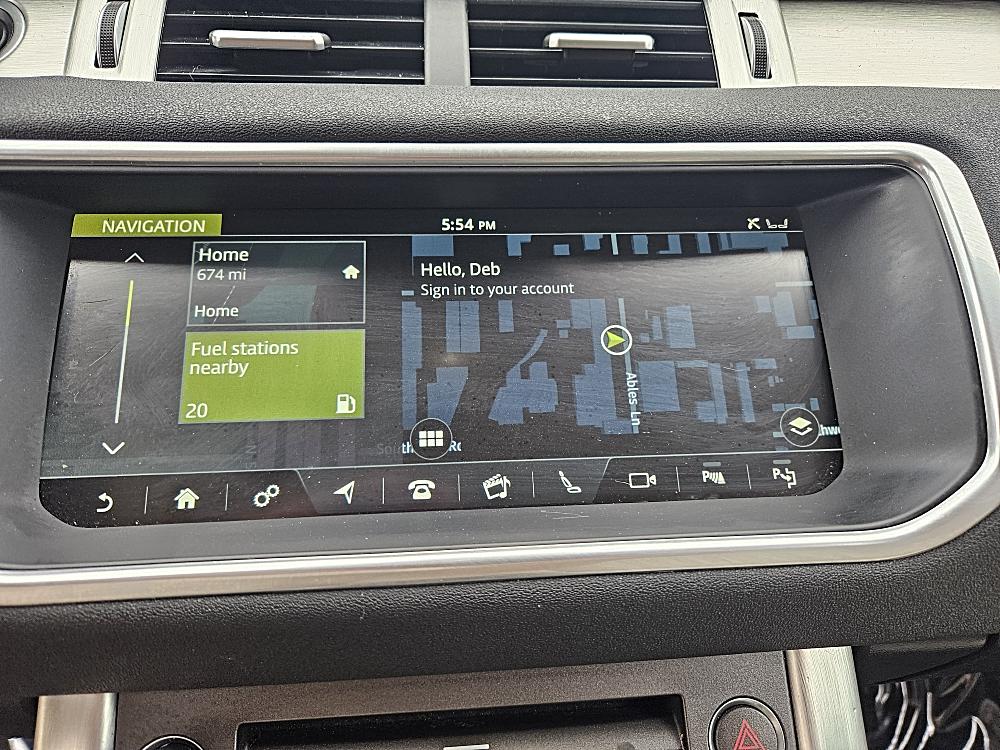 NAVIGATION
5:54 PM
Home
674 mi
Home
Hello, Deb
Sign in to your account
Fuel stations
nearby
20
Ables Ln
South